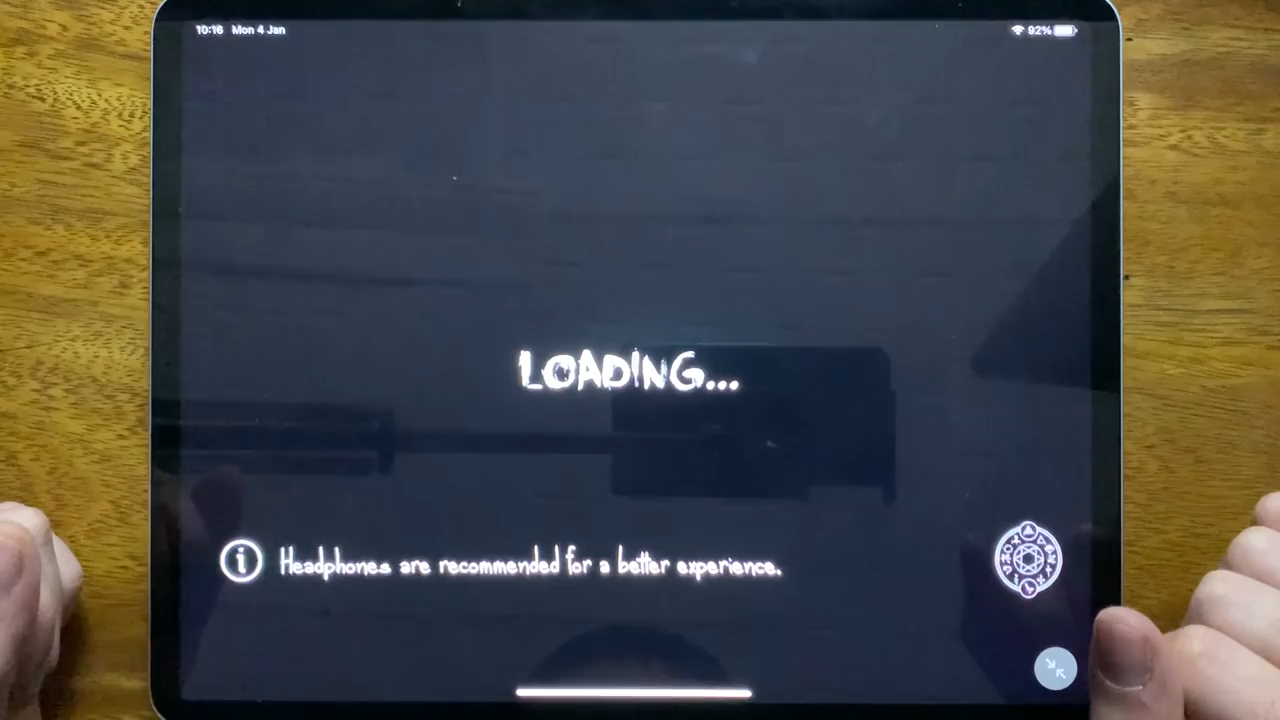 10:16 Mon 4 Jan 92%
LOADING...
Headphones are recommended for a better experience.